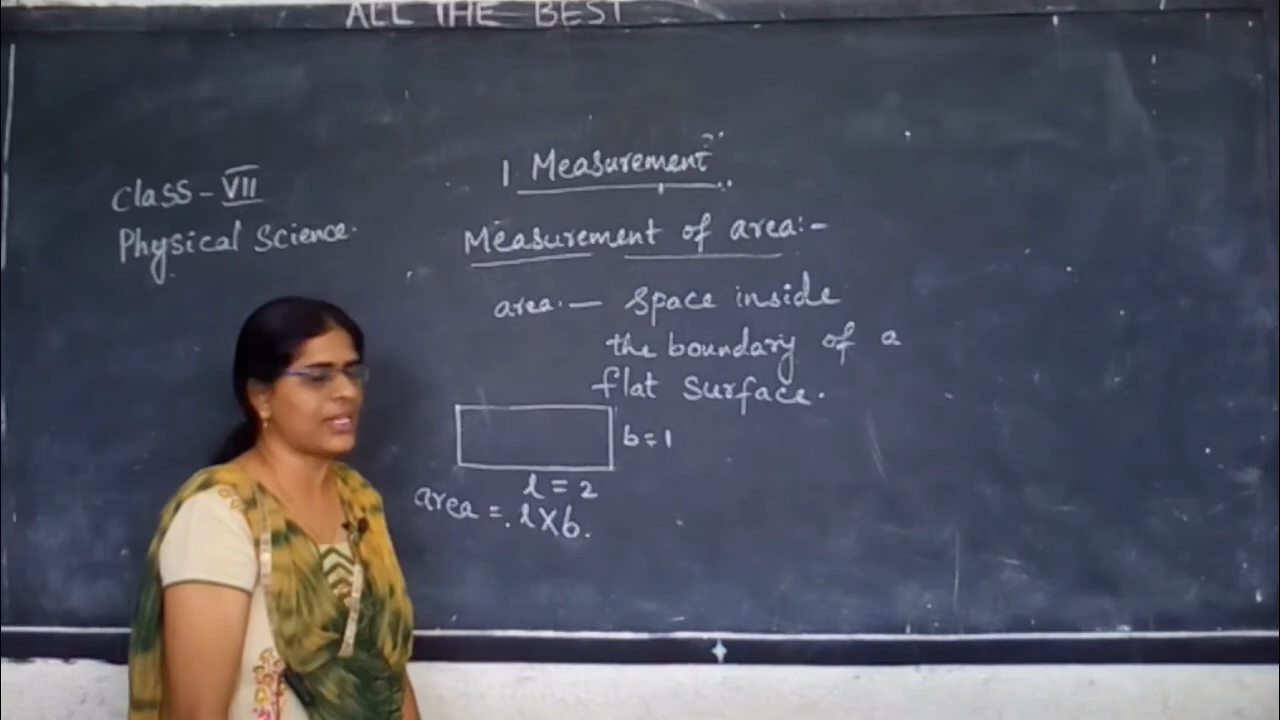 ALL THE BEST
Class - VII
Physical Science.
1 Measurement
Measurement of area:-
area. — Space inside
the boundary of a
flat surface.
b = 1
l = 2
area = l x b.